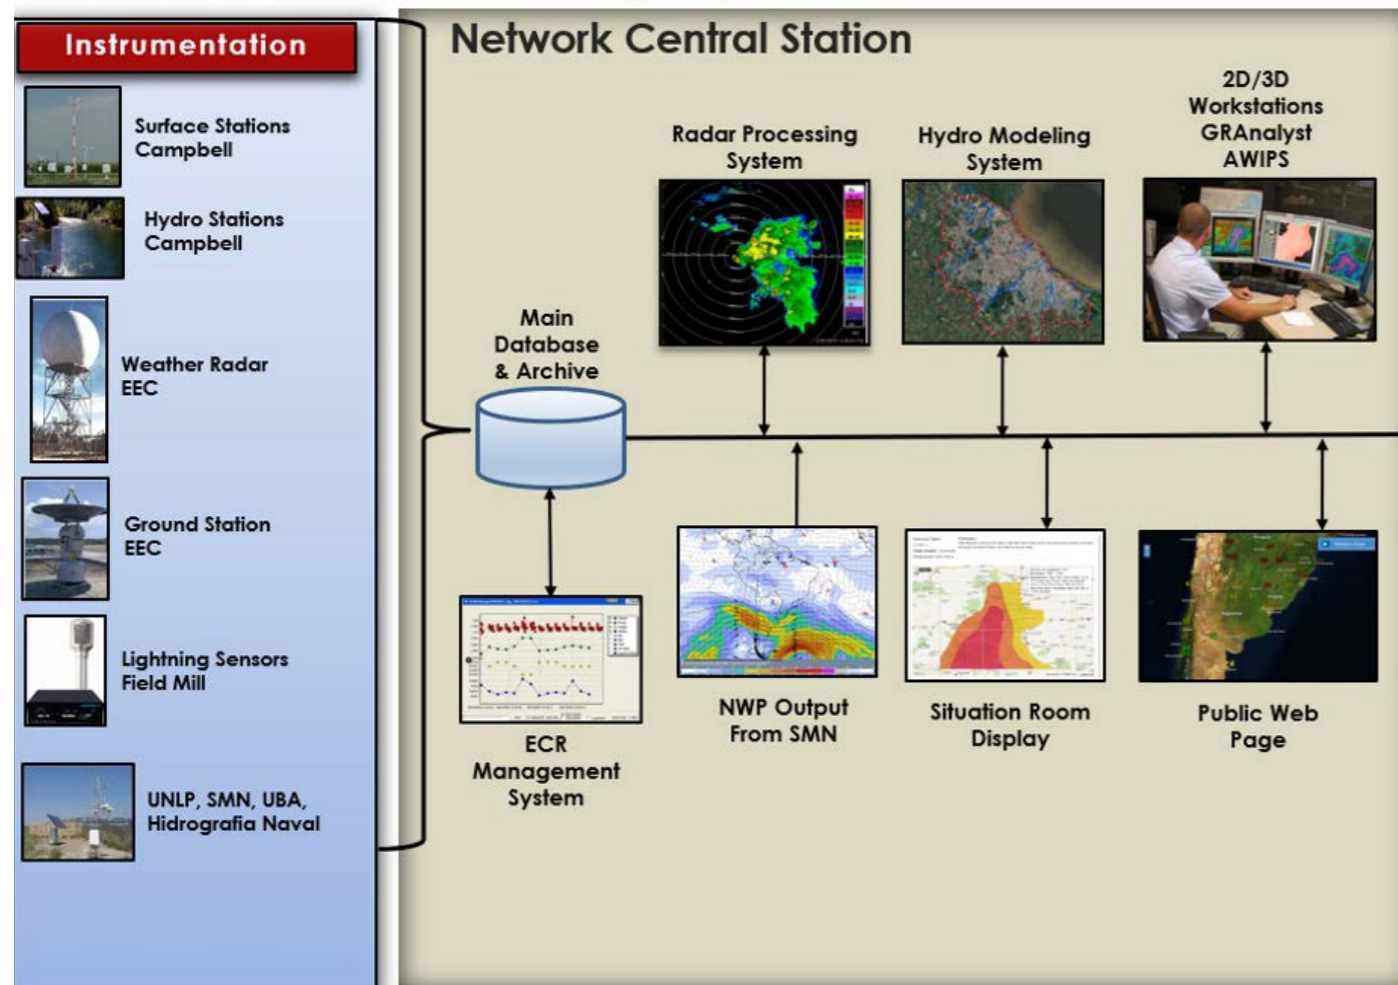 Instrumentation
Surface Stations
Campbell
Hydro Stations
Campbell
Weather Radar
EEC
Ground Station
EEC
Lightning Sensors
Field Mill
UNLP, SMN, UBA,
Hidrografia Naval
Network Central Station
Radar Processing
System
Hydro Modeling
System
2D/3D
Workstations
GRAnalyst
AWIPS
Main
Database
& Archive
ECR
Management
System
NWP Output
From SMN
Situation Room
Display
Public Web
Page